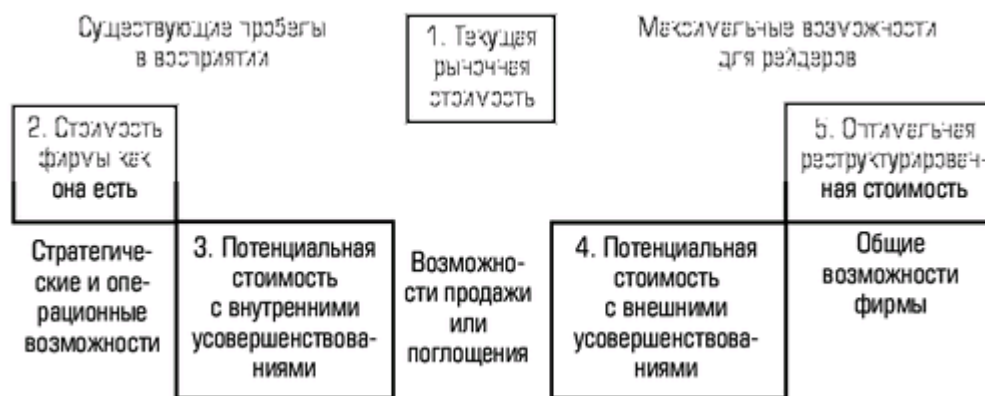 Существующие пробелы
в восприятии
1. Текущая
рыночная
стоимость
Максимальные возможности
для рейдеров
2. Стоимость
фирмы как
она есть
5. Оптимальная
реструктурирован-
ная стоимость
Стратегиче-
ские и опе-
рационные
возможности
3. Потенциальная
стоимость
с внутренними
усовершенствова-
ниями
Возможно-
сти продажи
или
поглощения
4. Потенциальная
стоимость
с внешними
усовершенствова-
ниями
Общие
возможности
фирмы